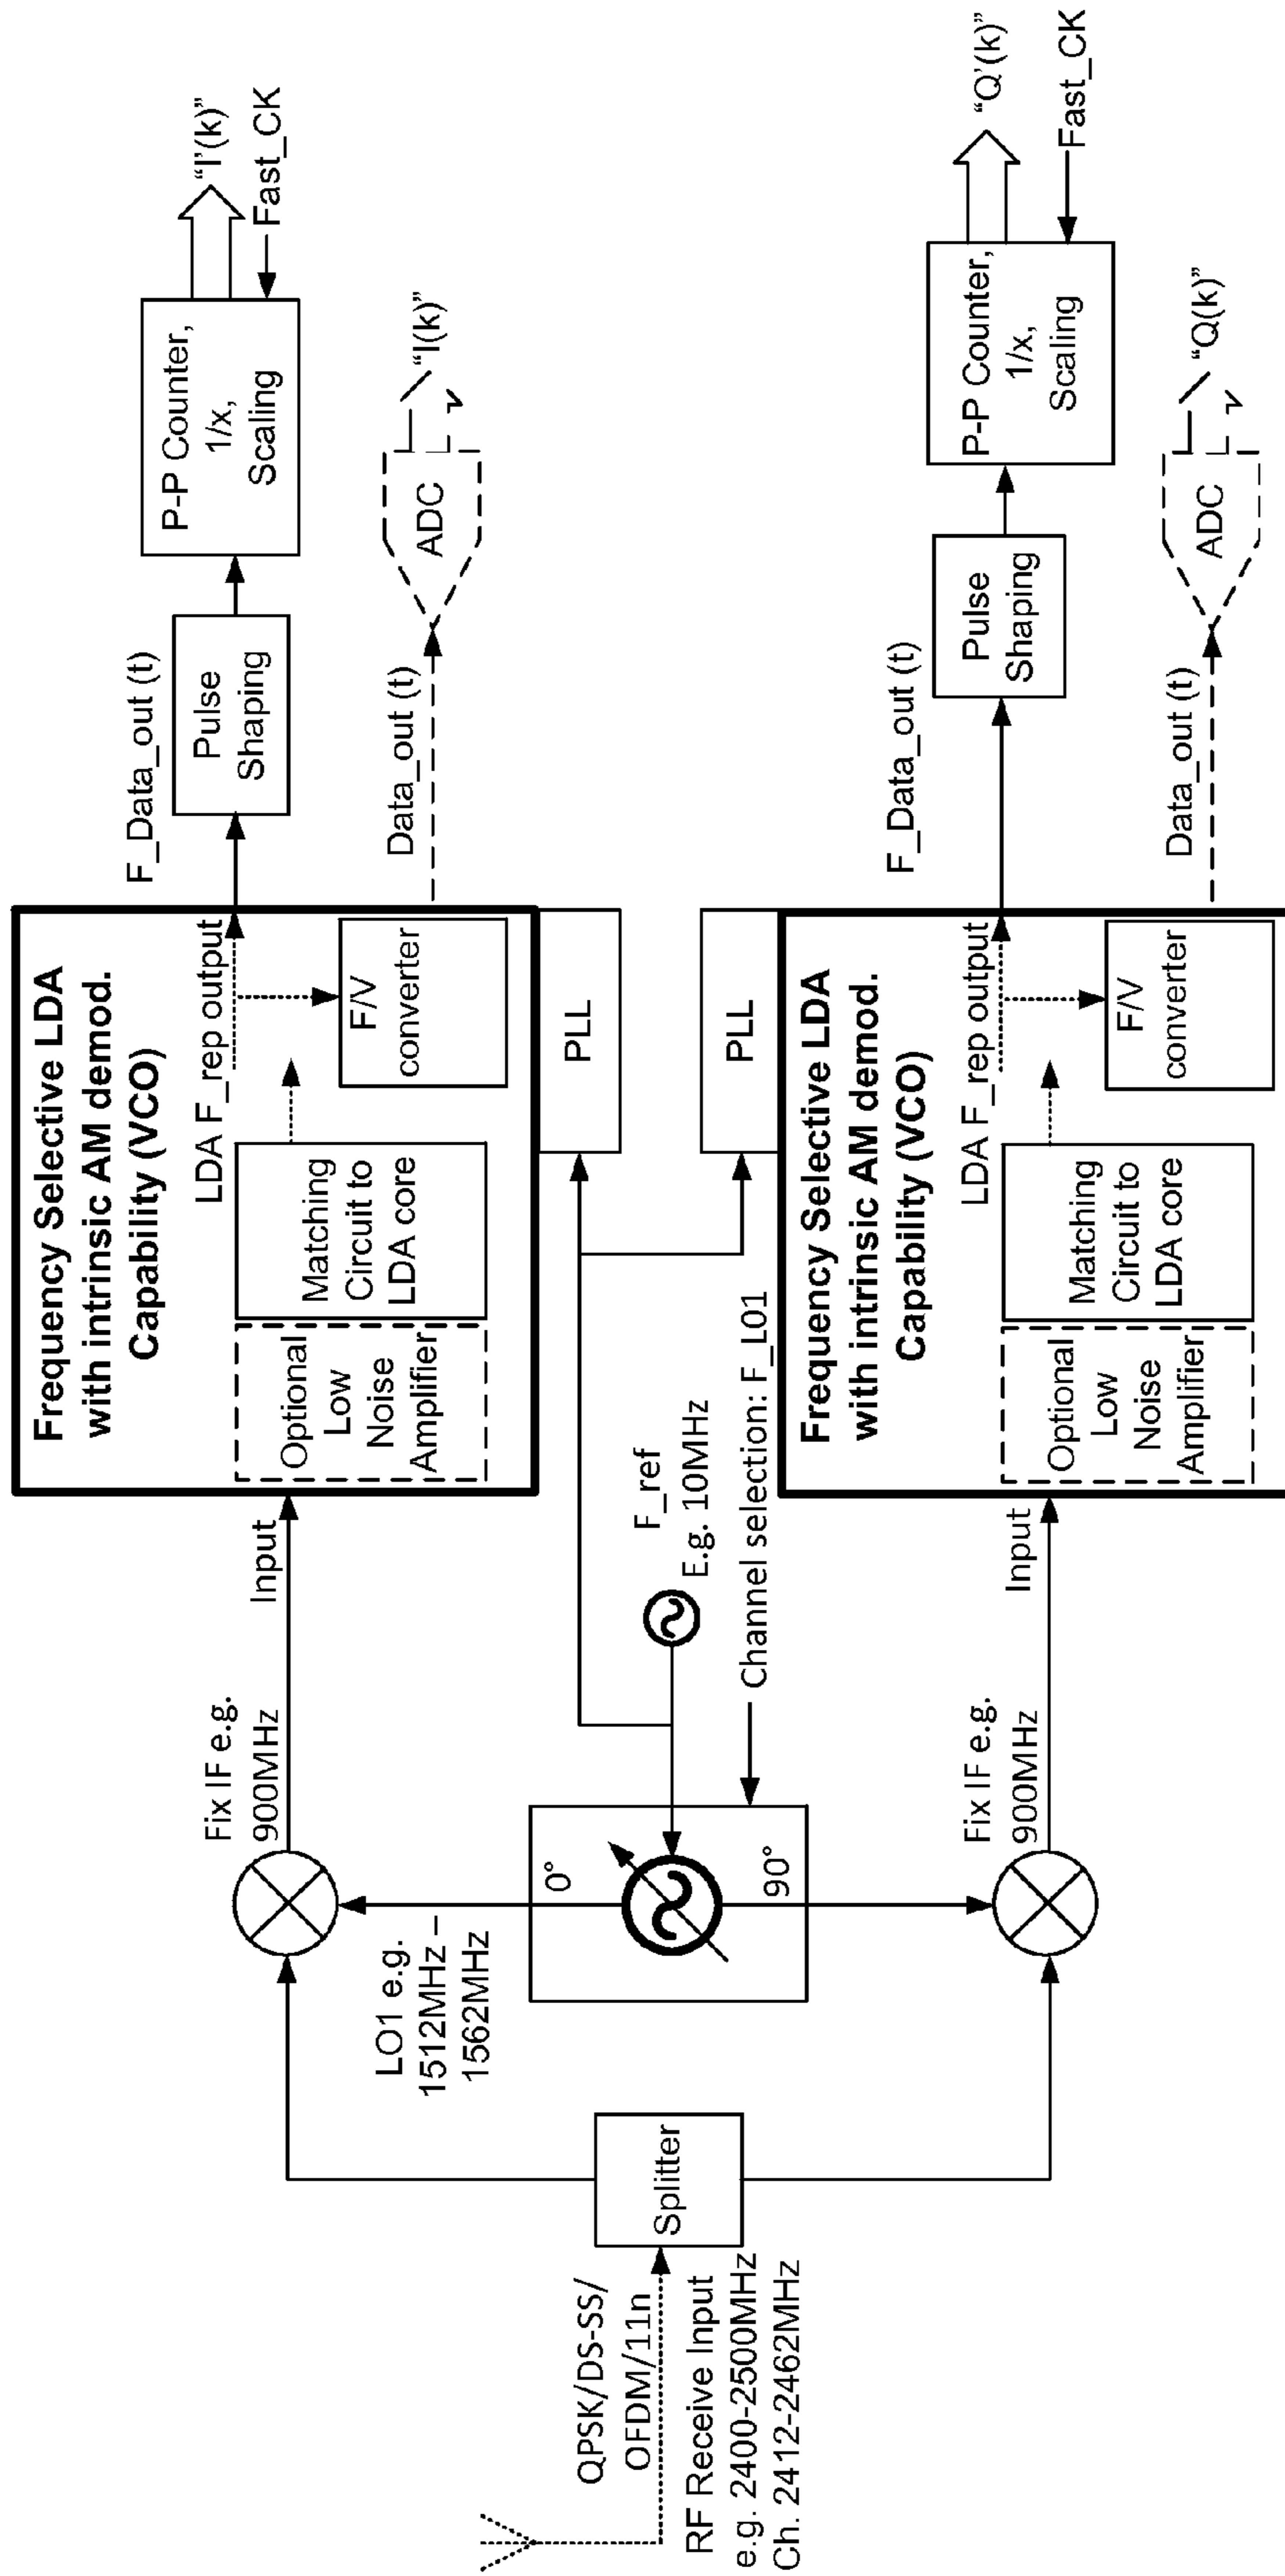 QPSK/DS-SS/
OFDM/11n
RF Receive Input
e.g. 2400-2500MHz
Ch. 2412-2462MHz
Splitter
LO1 e.g.
1512MHz –
1562MHz
0°
90°
Fix IF e.g.
900MHz
Input
F_ref
E.g. 10MHz
Channel selection: F_L01
Fix IF e.g.
900MHz
Input
Frequency Selective LDA
with intrinsic AM demod.
Capability (VCO)
Optional
Low
Noise
Amplifier
Matching
Circuit to
LDA core
LDA F_rep output
F/V
converter
PLL
F_Data_out (t)
Pulse
Shaping
P-P Counter,
1/x,
Scaling
“I'(k)”
Fast_CK
Data_out (t)
ADC
“I(k)”
PLL
Frequency Selective LDA
with intrinsic AM demod.
Capability (VCO)
Optional
Low
Noise
Amplifier
Matching
Circuit to
LDA core
LDA F_rep output
F/V
converter
F_Data_out (t)
Pulse
Shaping
P-P Counter,
1/x,
Scaling
“Q'(k)”
Fast_CK
Data_out (t)
ADC
“Q(k)”